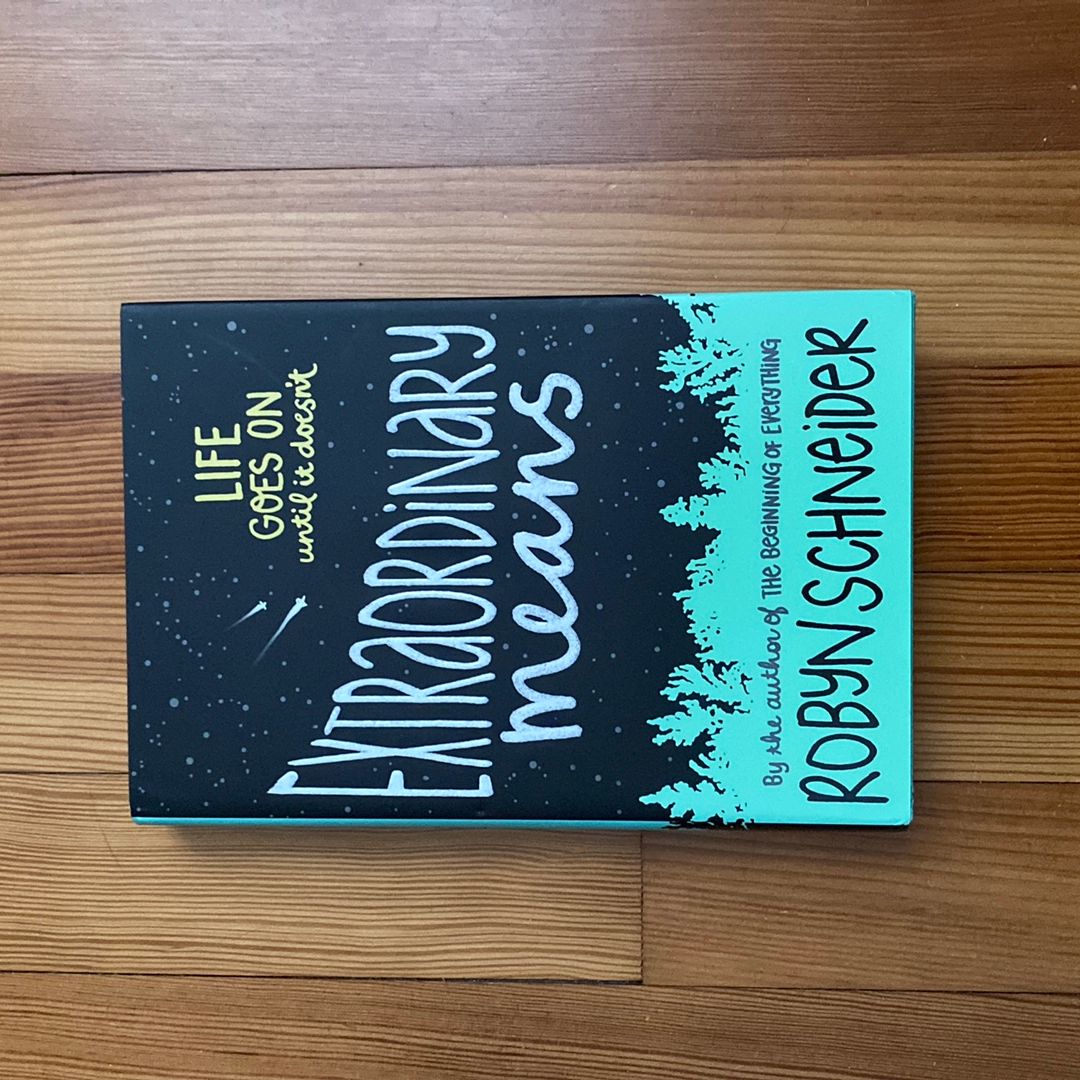 LIFE
GOES ON
until it doesn't
EXTRAORDINARY
means
By the author of THE BEGINNING OF EVERYTHING
ROBYN SCHNEIDER